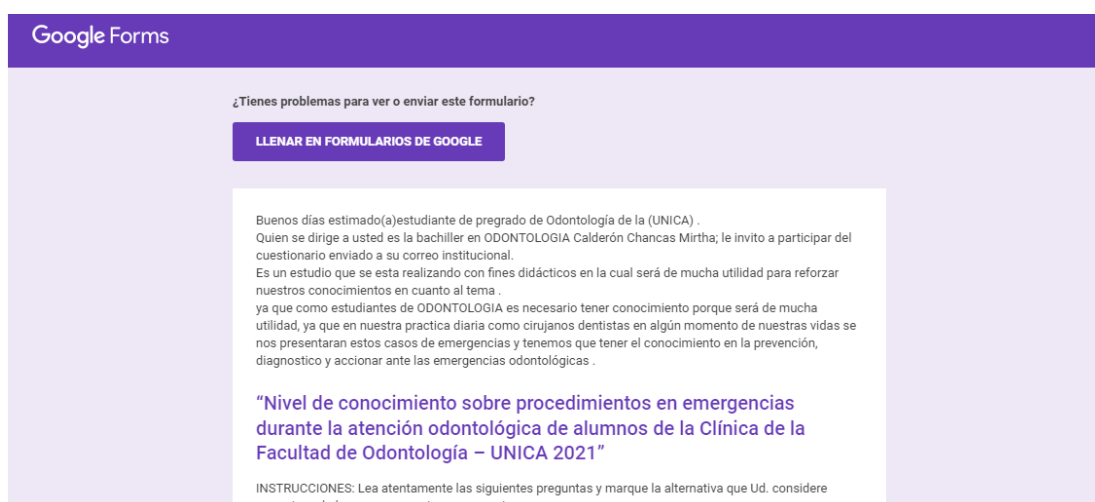 Google Forms
¿Tienes problemas para ver o enviar este formulario?
LLENAR EN FORMULARIOS DE GOOGLE
Buenos días estimado(a)estudiante de pregrado de Odontología de la (UNICA) .
Quien se dirige a usted es la bachiller en ODONTOLOGIA Calderón Chancas Mirtha; le invito a participar del
cuestionario enviado a su correo institucional.
Es un estudio que se esta realizando con fines didácticos en la cual será de mucha utilidad para reforzar
nuestros conocimientos en cuanto al tema .
ya que como estudiantes de ODONTOLOGIA es necesario tener conocimiento porque será de mucha
utilidad, ya que en nuestra practica diaria como cirujanos dentistas en algún momento de nuestras vidas se
nos presentaran estos casos de emergencias y tenemos que tener el conocimiento en la prevención,
diagnostico y accionar ante las emergencias odontológicas .
“Nivel de conocimiento sobre procedimientos en emergencias
durante la atención odontológica de alumnos de la Clínica de la
Facultad de Odontología – UNICA 2021”
INSTRUCCIONES: Lea atentamente las siguientes preguntas y marque la alternativa que Ud. considere